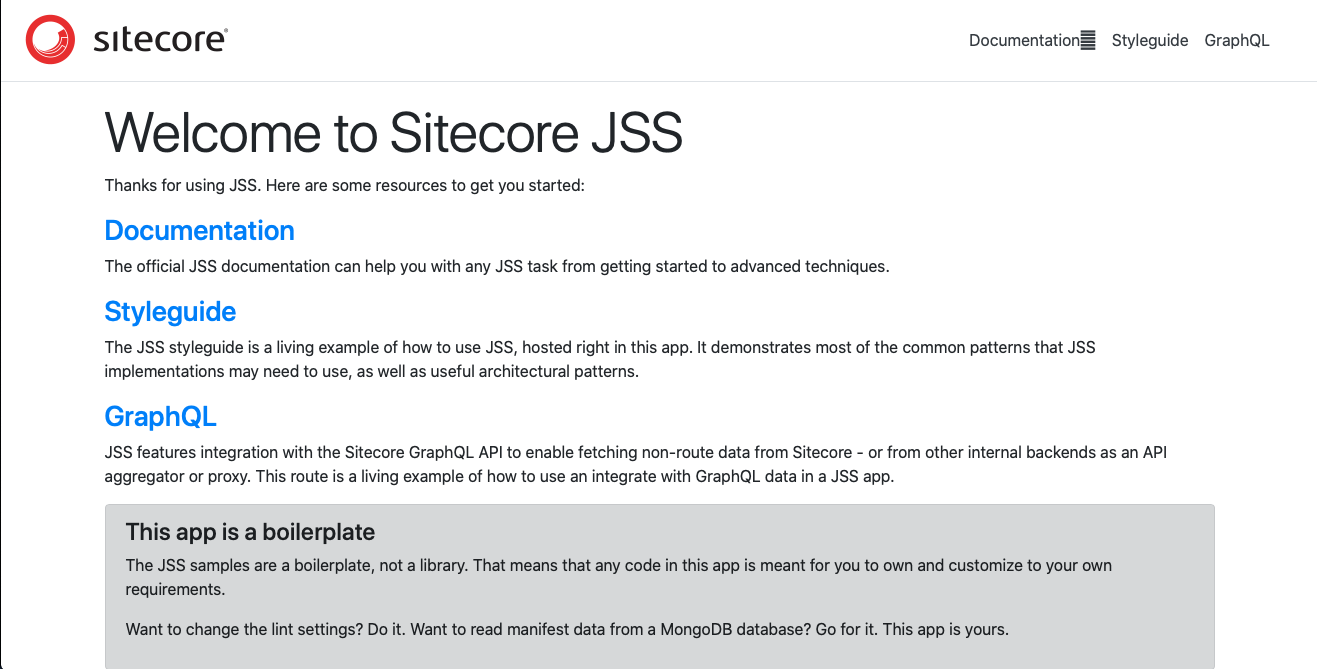 sitecore
Documentation Styleguide GraphQL
Welcome to Sitecore JSS
Thanks for using JSS. Here are some resources to get you started:
Documentation
The official JSS documentation can help you with any JSS task from getting started to advanced techniques.
Styleguide
The JSS styleguide is a living example of how to use JSS, hosted right in this app. It demonstrates most of the common patterns that JSS
implementations may need to use, as well as useful architectural patterns.
GraphQL
JSS features integration with the Sitecore GraphQL API to enable fetching non-route data from Sitecore - or from other internal backends as an API
aggregator or proxy. This route is a living example of how to use an integrate with GraphQL data in a JSS app.
This app is a boilerplate
The JSS samples are a boilerplate, not a library. That means that any code in this app is meant for you to own and customize to your own
requirements.
Want to change the lint settings? Do it. Want to read manifest data from a MongoDB database? Go for it. This app is yours.